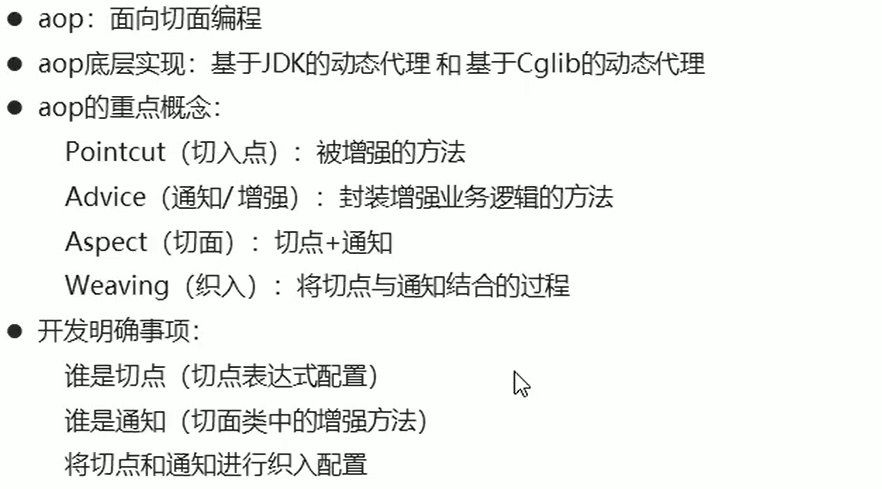 ● aop：面向切面编程
● aop底层实现：基于JDK的动态代理 和 基于Cglib的动态代理
● aop的重点概念：
Pointcut（切入点）：被增强的方法
Advice（通知/ 增强）：封装增强业务逻辑的方法
Aspect（切面）：切点+通知
Weaving（织入）：将切点与通知结合的过程
● 开发明确事项：
谁是切点（切点表达式配置）
谁是通知（切面类中的增强方法）
将切点和通知进行织入配置